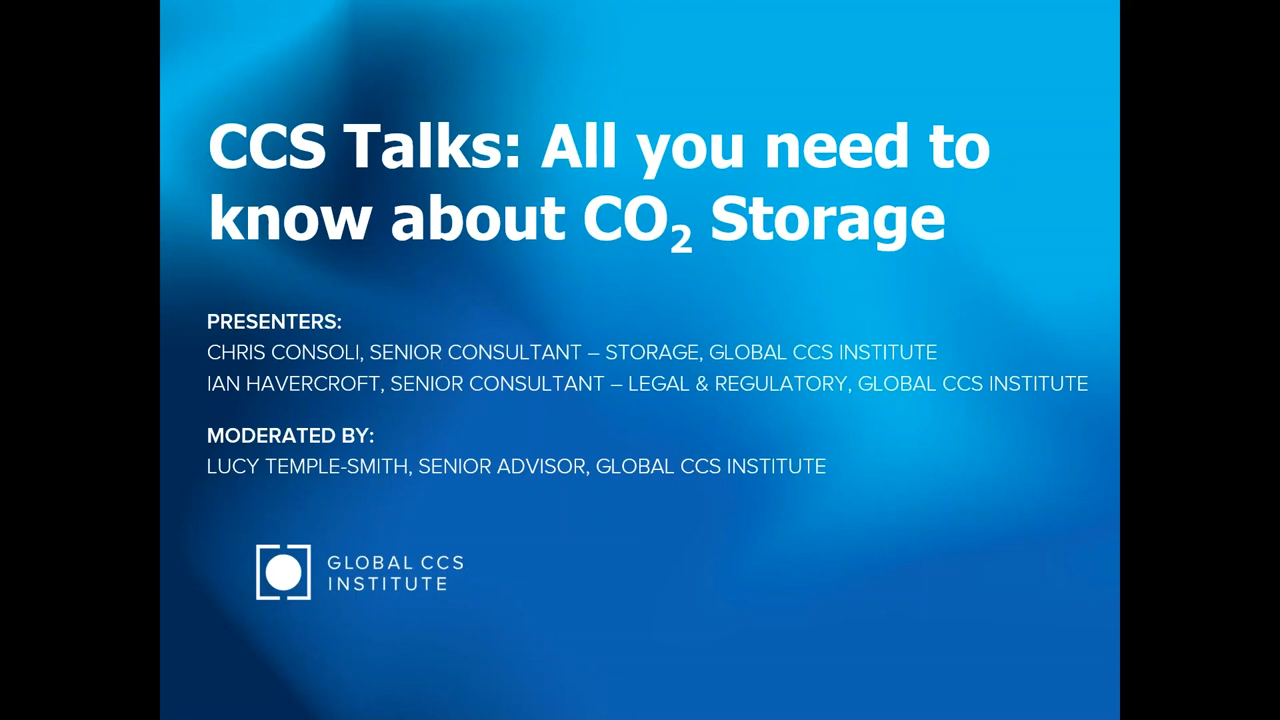 CCS Talks: All you need to
know about CO₂ Storage
PRESENTERS:
CHRIS CONSOLI, SENIOR CONSULTANT – STORAGE, GLOBAL CCS INSTITUTE
IAN HAVERCROFT, SENIOR CONSULTANT – LEGAL & REGULATORY, GLOBAL CCS INSTITUTE
MODERATED BY:
LUCY TEMPLE-SMITH, SENIOR ADVISOR, GLOBAL CCS INSTITUTE
GLOBAL CCS
INSTITUTE